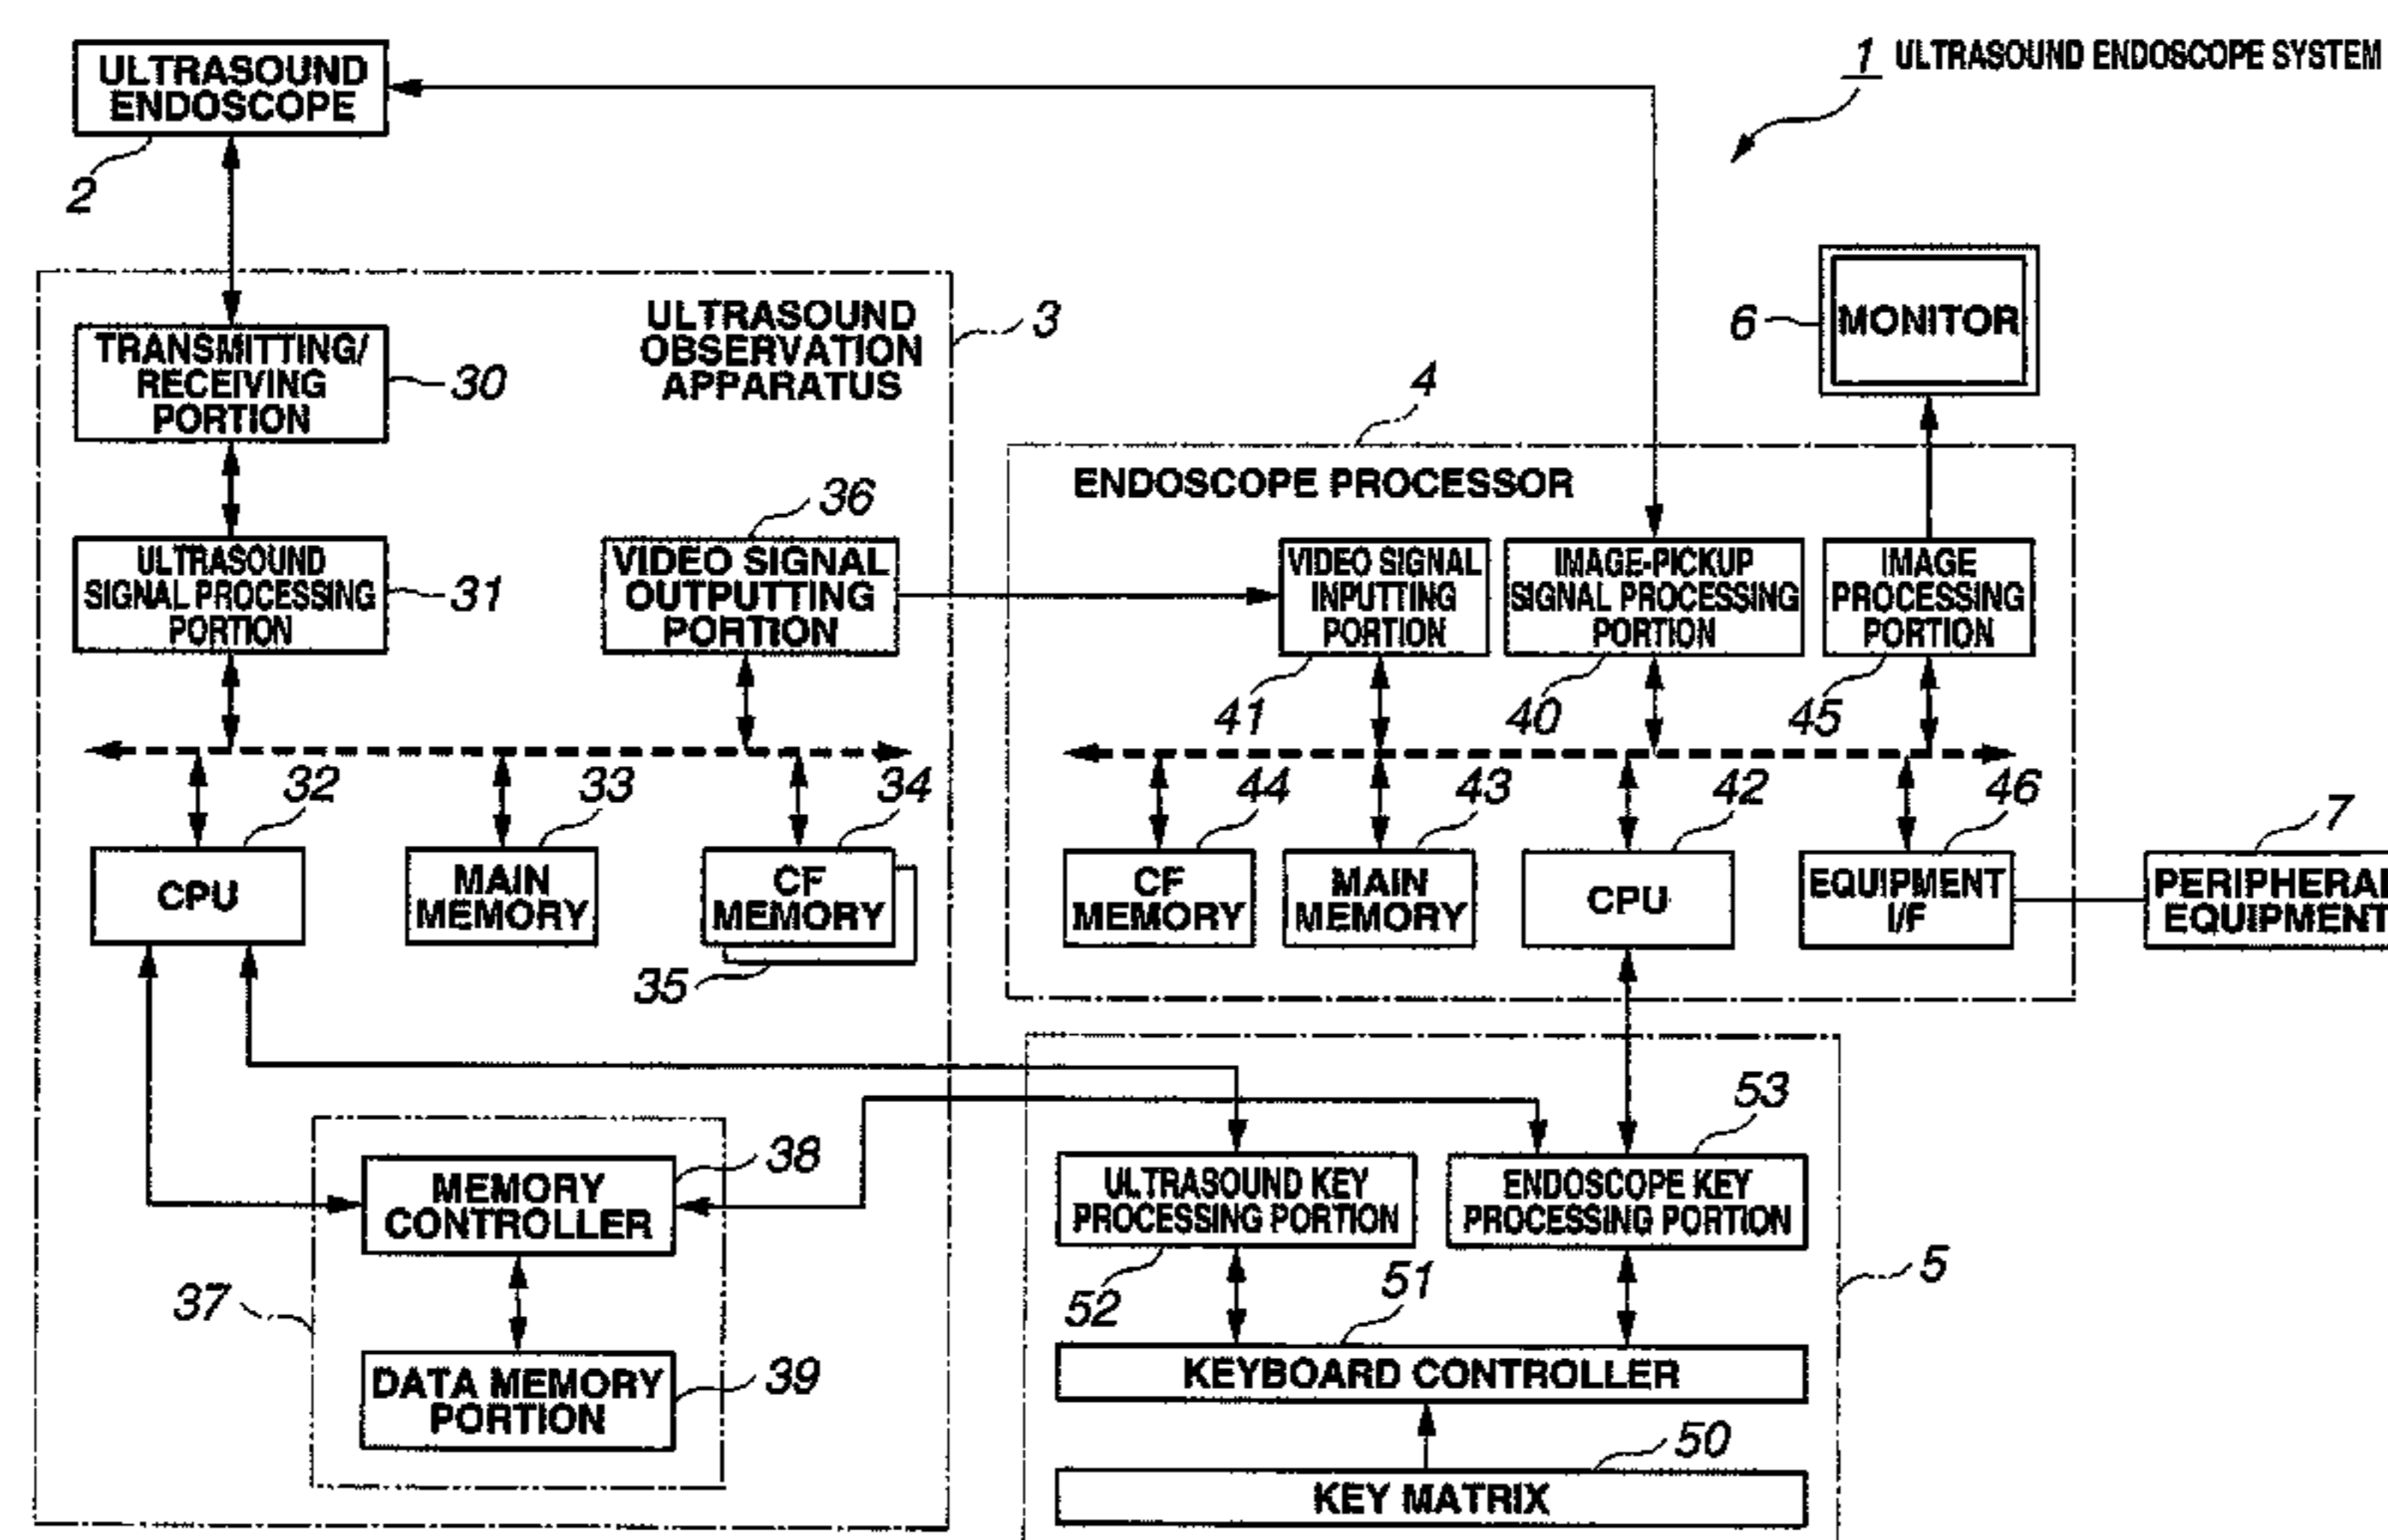 1 ULTRASOUND ENDOSCOPE SYSTEM
ULTRASOUND
ENDOSCOPE
2
ULTRASOUND
OBSERVATION
APPARATUS
3
TRANSMITTING/
RECEIVING
PORTION
30
6
MONITOR
4
ENDOSCOPE PROCESSOR
ULTRASOUND
SIGNAL PROCESSING
PORTION
31
36
VIDEO SIGNAL
OUTPUTTING
PORTION
VIDEO SIGNAL
INPUTTING
PORTION
41
IMAGE-PICKUP
SIGNAL PROCESSING
PORTION
40
IMAGE
PROCESSING
PORTION
45
32
CPU
33
MAIN
MEMORY
34
CF
MEMORY
35
44
CF
MEMORY
43
MAIN
MEMORY
42
CPU
46
EQUIPMENT
I/F
7
PERIPHERAL
EQUIPMENT
38
MEMORY
CONTROLLER
37
39
DATA MEMORY
PORTION
ULTRASOUND KEY
PROCESSING PORTION
52
53
ENDOSCOPE KEY
PROCESSING PORTION
5
51
KEYBOARD CONTROLLER
50
KEY MATRIX